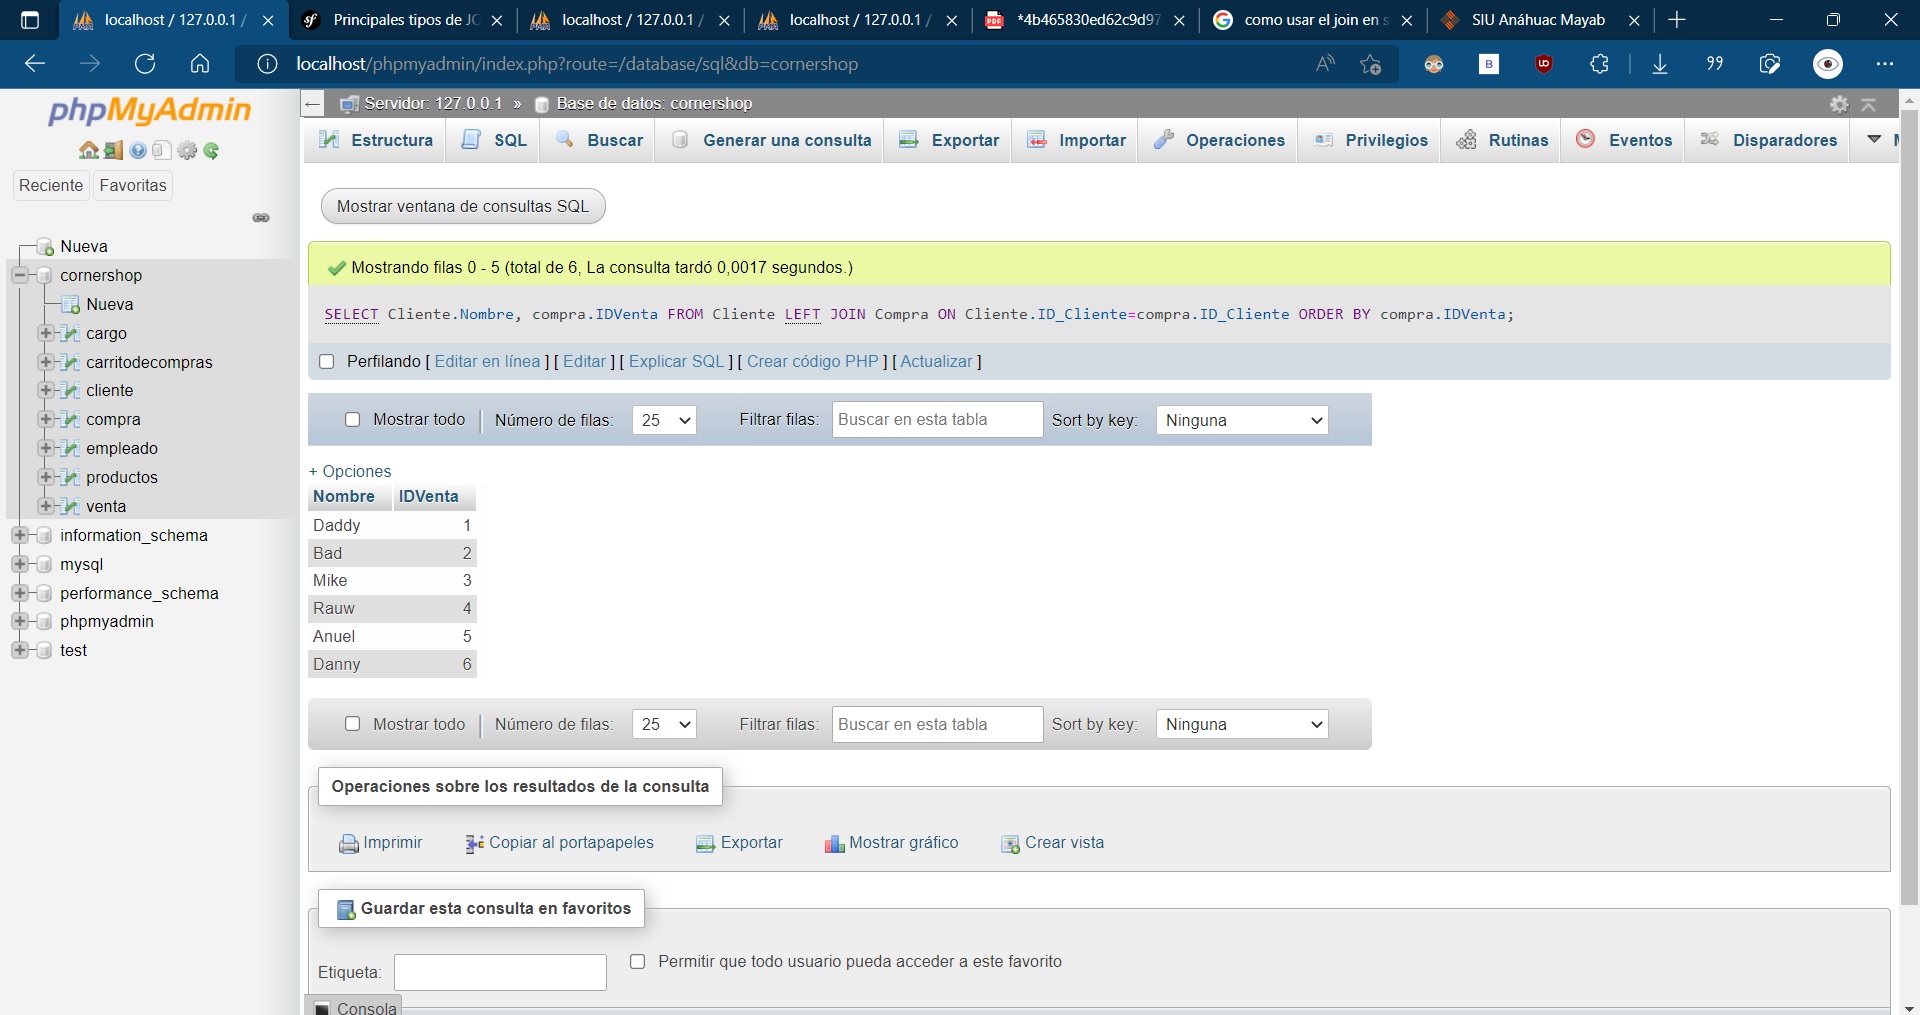 localhost / 127.0.0.1 /
Principales tipos de JO
localhost / 127.0.0.1 /
localhost / 127.0.0.1 /
*4b465830ed62c9d97
como usar el join en s
SIU Anáhuac Mayab
localhost/phpmyadmin/index.php?route=/database/sql&db=cornershop
phpMyAdmin
Reciente Favoritas
Nueva
cornershop
Nueva
cargo
carritodecompras
cliente
compra
empleado
productos
venta
information_schema
mysql
performance_schema
phpmyadmin
test
Servidor: 127.0.0.1 » Base de datos: cornershop
Estructura SQL Buscar Generar una consulta Exportar Importar Operaciones Privilegios Rutinas Eventos Disparadores
Mostrar ventana de consultas SQL
Mostrando filas 0 - 5 (total de 6, La consulta tardó 0,0017 segundos.)
SELECT Cliente.Nombre, compra.IDVenta FROM Cliente LEFT JOIN Compra ON Cliente.ID_Cliente=compra.ID_Cliente ORDER BY compra.IDVenta;
Perfilando [ Editar en línea ] [ Editar ] [ Explicar SQL ] [ Crear código PHP ] [ Actualizar ]
Mostrar todo Número de filas: 25 Filtrar filas: Buscar en esta tabla Sort by key: Ninguna
+ Opciones
Nombre IDVenta
Daddy 1
Bad 2
Mike 3
Rauw 4
Anuel 5
Danny 6
Mostrar todo Número de filas: 25 Filtrar filas: Buscar en esta tabla Sort by key: Ninguna
Operaciones sobre los resultados de la consulta
Imprimir Copiar al portapapeles Exportar Mostrar gráfico Crear vista
Guardar esta consulta en favoritos
Etiqueta: Permitir que todo usuario pueda acceder a este favorito
Consola